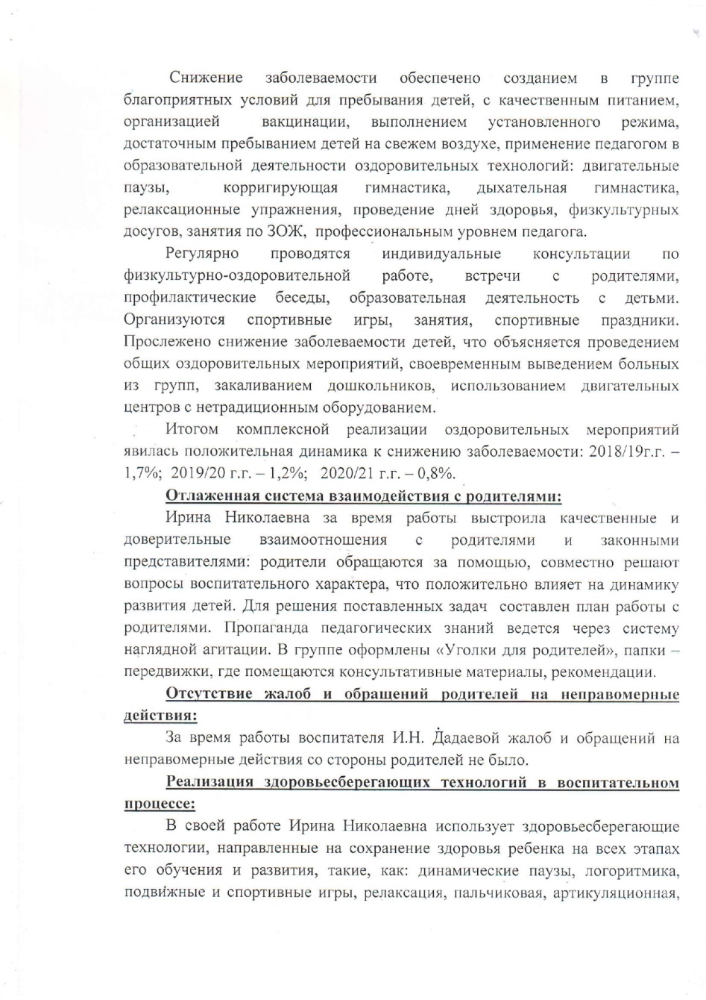 Снижение заболеваемости обеспечено созданием в группе
благоприятных условий для пребывания детей, с качественным питанием,
организацией вакцинации, выполнением установленного режима,
достаточным пребыванием детей на свежем воздухе, применение педагогом в
образовательной деятельности оздоровительных технологий: двигательные
паузы, корригирующая гимнастика, дыхательная гимнастика,
релаксационные упражнения, проведение дней здоровья, физкультурных
досугов, занятия по ЗОЖ, профессиональным уровнем педагога.
Регулярно проводятся индивидуальные консультации по
физкультурно-оздоровительной работе, встречи с родителями,
профилактические беседы, образовательная деятельность с детьми.
Организуются спортивные игры, занятия, спортивные праздники.
Прослежено снижение заболеваемости детей, что объясняется проведением
общих оздоровительных мероприятий, своевременным выведением больных
из групп, закаливанием дошкольников, использованием двигательных
центров с нетрадиционным оборудованием.
Итогом комплексной реализации оздоровительных мероприятий
явилась положительная динамика к снижению заболеваемости: 2018/19г.г. –
1,7%; 2019/20 г.г. – 1,2%; 2020/21 г.г. – 0,8%.
Отлаженная система взаимодействия с родителями:
Ирина Николаевна за время работы выстроила качественные и
доверительные взаимоотношения с родителями и законными
представителями: родители обращаются за помощью, совместно решают
вопросы воспитательного характера, что положительно влияет на динамику
развития детей. Для решения поставленных задач составлен план работы с
родителями. Пропаганда педагогических знаний ведется через систему
наглядной агитации. В группе оформлены «Уголки для родителей», папки –
передвижки, где помещаются консультативные материалы, рекомендации.
Отсутствие жалоб и обращений родителей на неправомерные
действия:
За время работы воспитателя И.Н. Дадаевой жалоб и обращений на
неправомерные действия со стороны родителей не было.
Реализация здоровьесберегающих технологий в воспитательном
процессе:
В своей работе Ирина Николаевна использует здоровьесберегающие
технологии, направленные на сохранение здоровья ребенка на всех этапах
его обучения и развития, такие, как: динамические паузы, логоритмика,
подвижные и спортивные игры, релаксация, пальчиковая, артикуляционная,